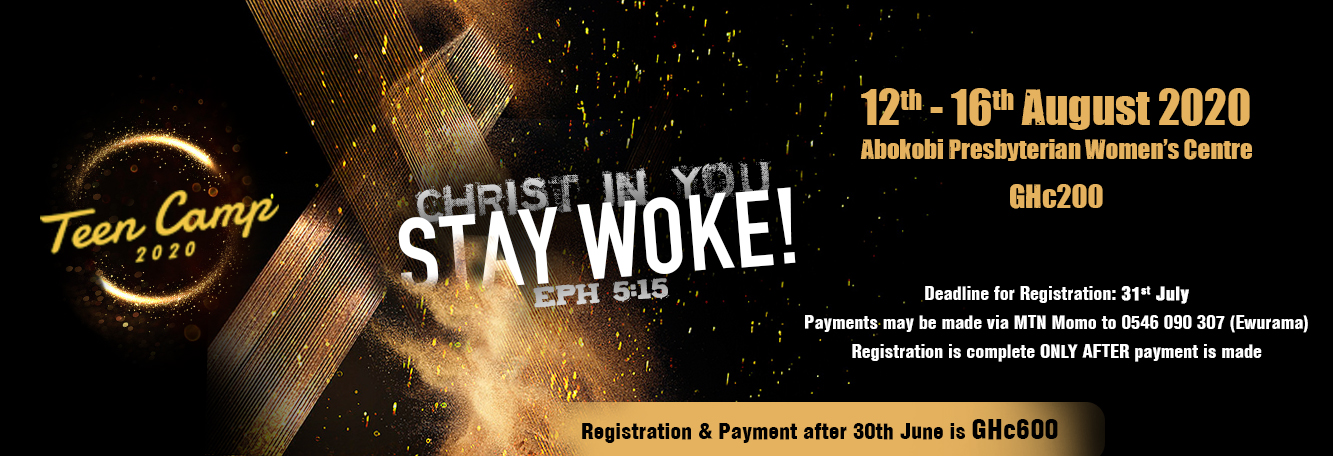 Teen Camp
2020
CHRIST IN YOU
STAY WOKE!
EPH 5:15
12th - 16th August 2020
Abokobi Presbyterian Women's Centre
GHc200
Deadline for Registration: 31st July
Payments may be made via MTN Momo to 0546 090 307 (Ewurama)
Registration is complete ONLY AFTER payment is made
Registration & Payment after 30th June is GHc600